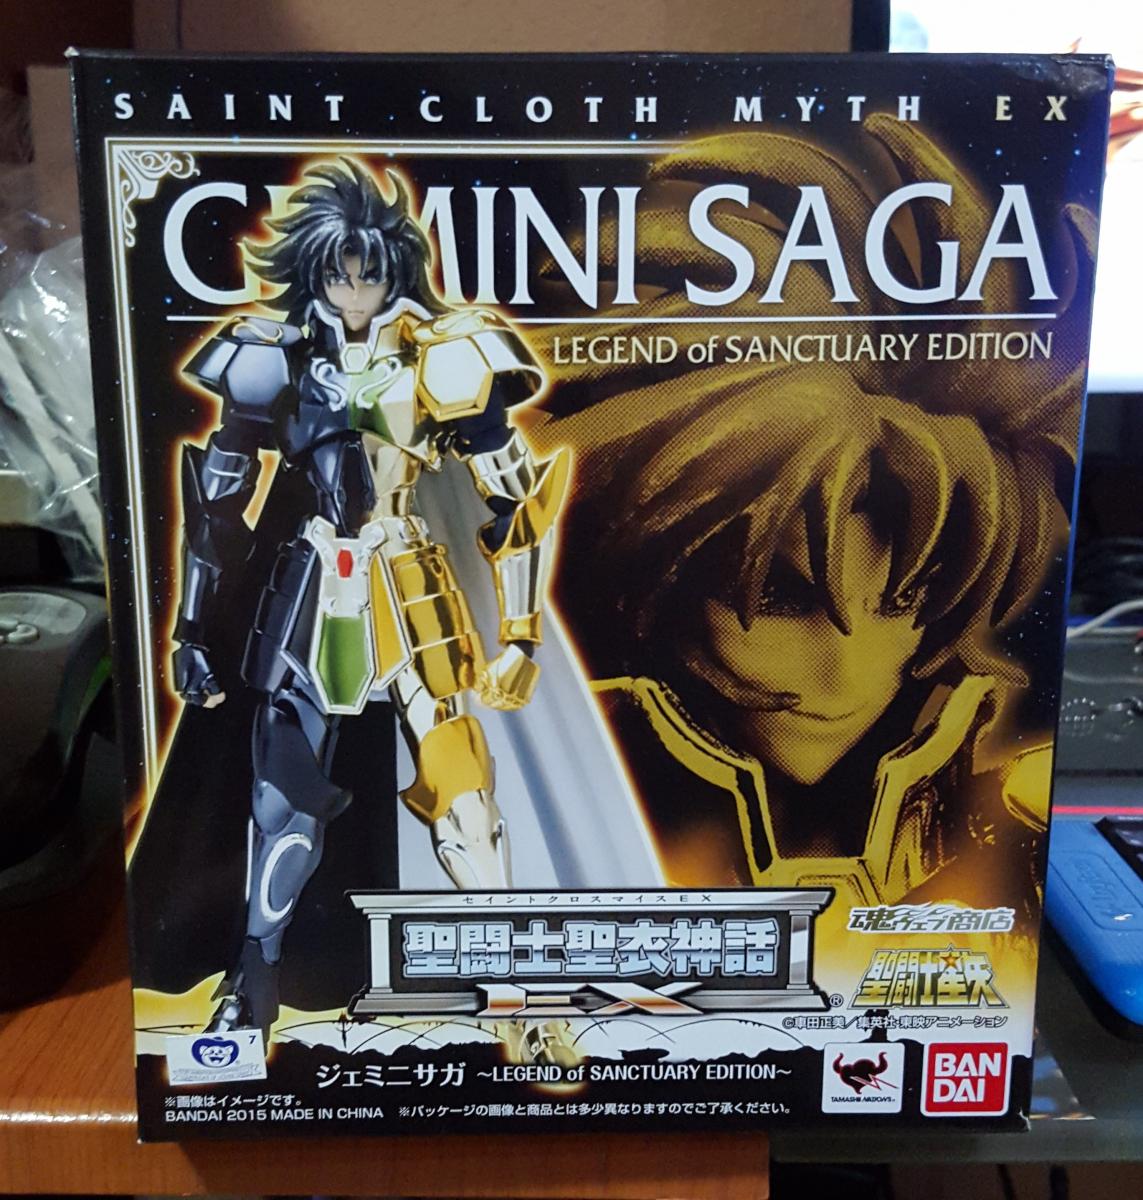 SAINT CLOTH MYTH EX
GEMINI SAGA
LEGEND of SANCTUARY EDITION
セイントクロスマイスEX
聖闘士聖衣神話
EX
®
魂ウェブ商店
聖闘士星矢
©車田正美／集英社・東映アニメーション
7
ジェミニサガ ～LEGEND of SANCTUARY EDITION～
TAMASHII NATIONS
BAN
DAI
※画像はイメージです。
BANDAI 2015 MADE IN CHINA ※パッケージの画像と商品とは多少異なりますのでご了承ください。